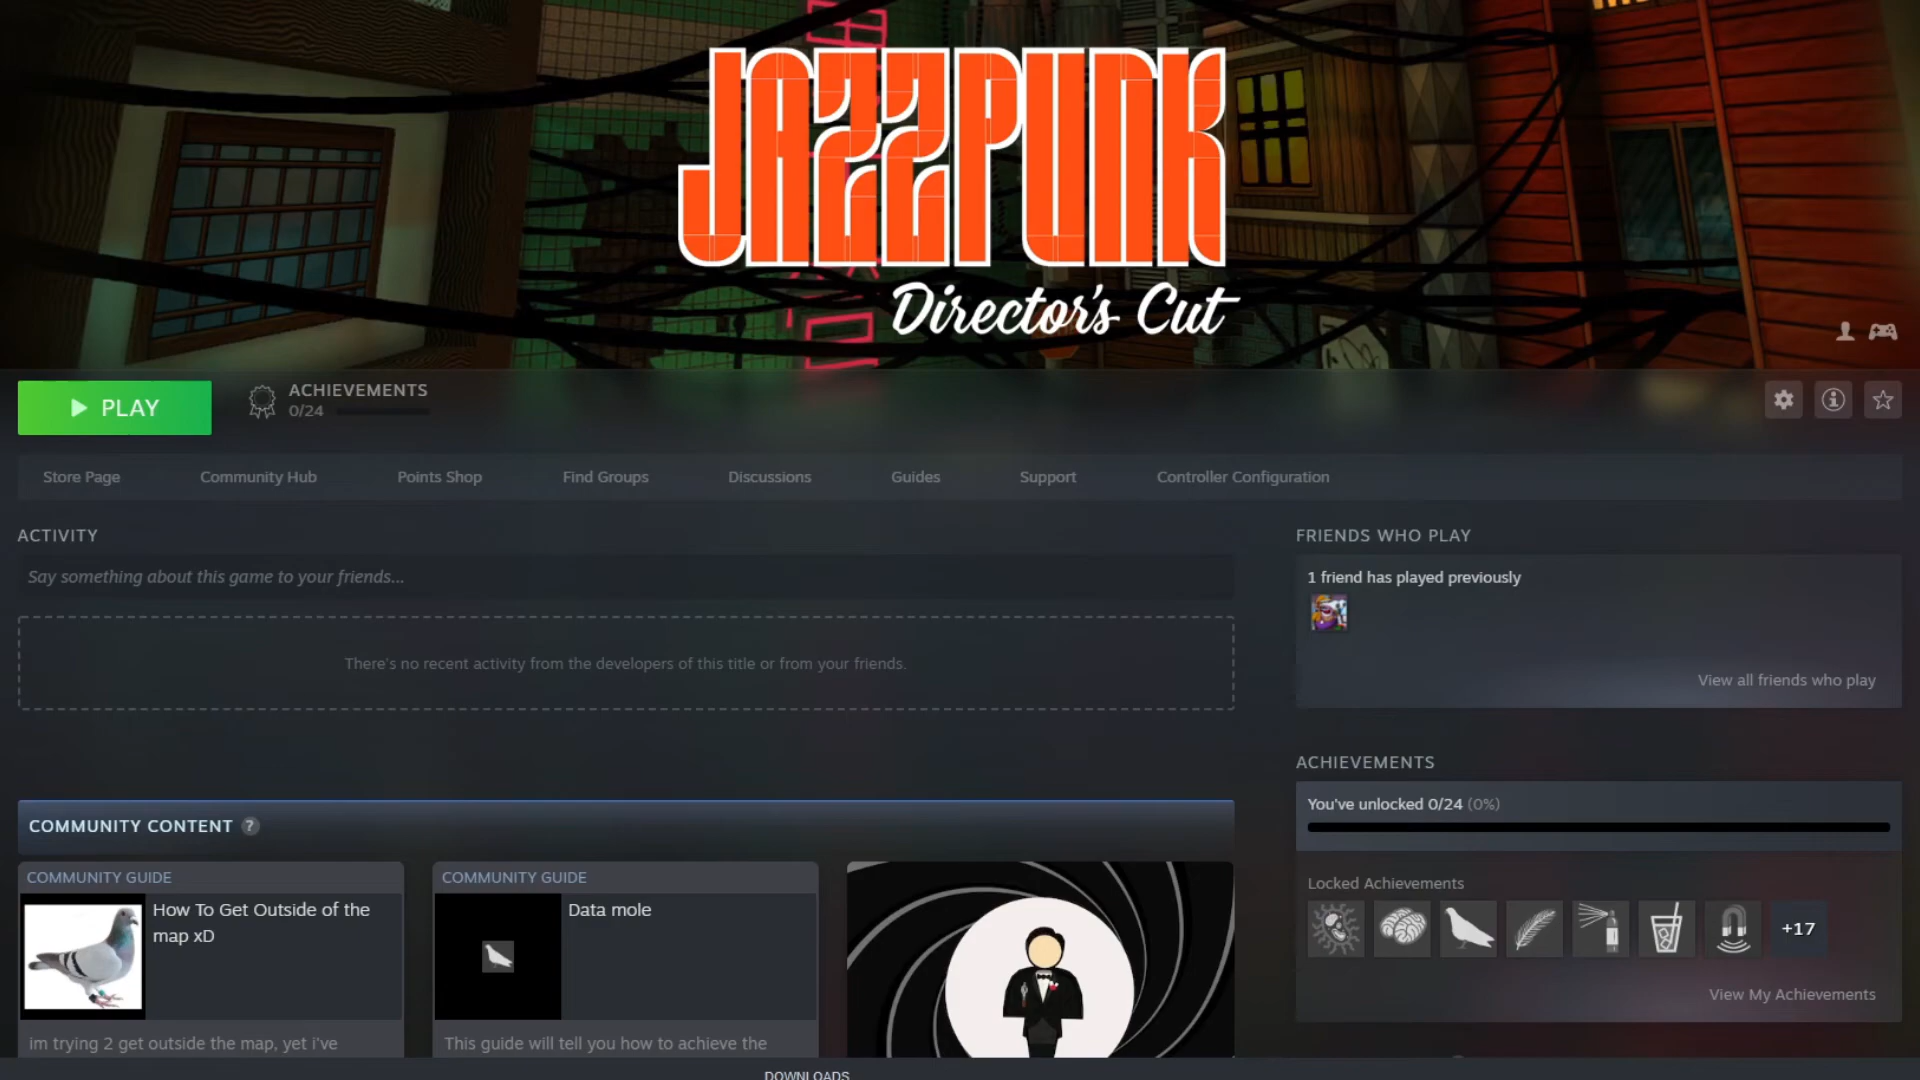 JAZZPUNK
Director's Cut
PLAY
ACHIEVEMENTS
0/24
Store Page
Community Hub
Points Shop
Find Groups
Discussions
Guides
Support
Controller Configuration
ACTIVITY
Say something about this game to your friends...
There's no recent activity from the developers of this title or from your friends.
FRIENDS WHO PLAY
1 friend has played previously
View all friends who play
ACHIEVEMENTS
You've unlocked 0/24 (0%)
Locked Achievements
+17
View My Achievements
COMMUNITY CONTENT ?
COMMUNITY GUIDE
How To Get Outside of the
map xD
im trying 2 get outside the map, yet i've
COMMUNITY GUIDE
Data mole
This guide will tell you how to achieve the
DOWNLOADS